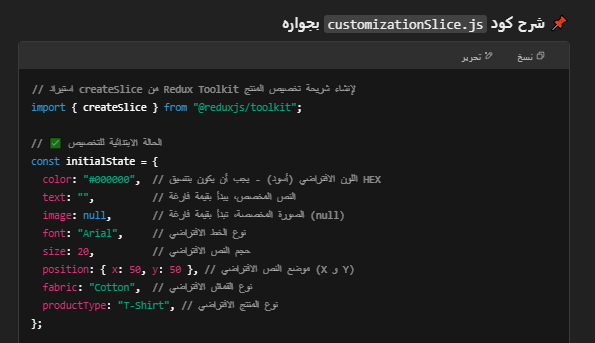 📌 شرح كود customizationSlice.js بجواره
نسخ تحرير
// استيراد createSlice من Redux Toolkit لإنشاء شريحة تخصيص المنتج
import { createSlice } from "@reduxjs/toolkit";
// ✅ الحالة الابتدائية للتخصيص
const initialState = {
color: "#000000", // اللون الافتراضي (أسود) - يجب أن يكون بتنسيق HEX
text: "", // النص المخصص، يبدأ بقيمة فارغة
image: null, // الصورة المخصصة، تبدأ بقيمة فارغة (null)
font: "Arial", // نوع الخط الافتراضي
size: 20, // حجم النص الافتراضي
position: { x: 50, y: 50 }, // موضع النص الافتراضي (X و Y)
fabric: "Cotton", // نوع القماش الافتراضي
productType: "T-Shirt", // نوع المنتج الافتراضي
};